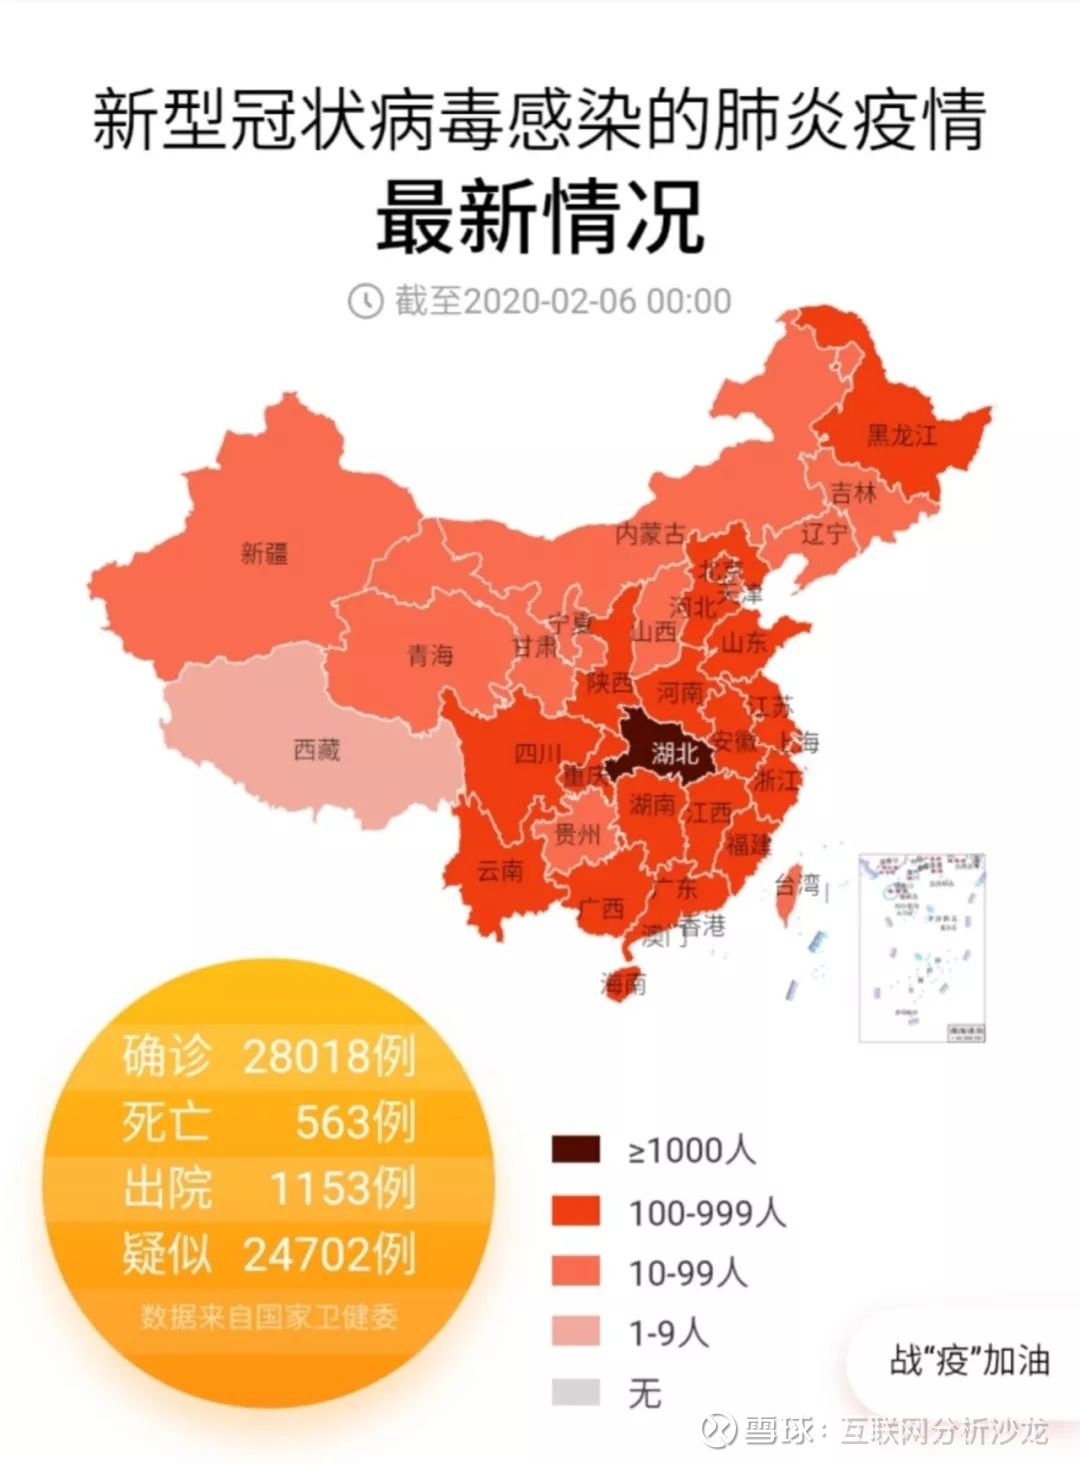 新型冠状病毒感染的肺炎疫情
最新情况
截至2020-02-06 00:00
黑龙江
吉林
辽宁
内蒙古
新疆
北京
天津
河北
山西
宁夏
甘肃
青海
山东
陕西
河南
江苏
西藏
四川
重庆
湖北
安徽
上海
浙江
湖南
江西
贵州
福建
云南
广西
广东
台湾
香港
澳门
海南
确诊 28018例
死亡 563例
出院 1153例
疑似 24702例
数据来自国家卫健委
≥1000人
100-999人
10-99人
1-9人
无
战“疫”加油
雪球：互联网分析沙龙